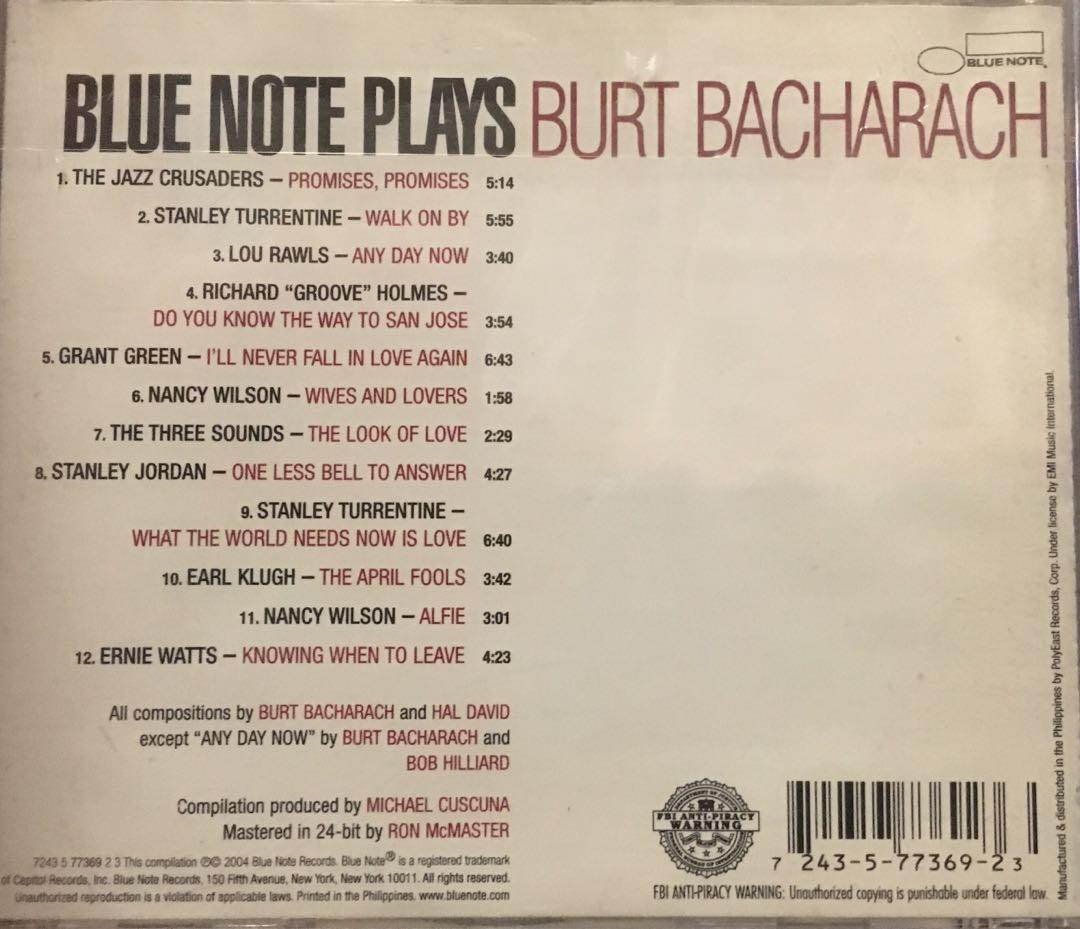 BLUE NOTE.
BLUE NOTE PLAYS BURT BACHARACH
1. THE JAZZ CRUSADERS – PROMISES, PROMISES 5:14
2. STANLEY TURRENTINE – WALK ON BY 5:55
3. LOU RAWLS – ANY DAY NOW 3:40
4. RICHARD “GROOVE” HOLMES –
DO YOU KNOW THE WAY TO SAN JOSE 3:54
5. GRANT GREEN – I’LL NEVER FALL IN LOVE AGAIN 6:43
6. NANCY WILSON – WIVES AND LOVERS 1:58
7. THE THREE SOUNDS – THE LOOK OF LOVE 2:29
8. STANLEY JORDAN – ONE LESS BELL TO ANSWER 4:27
9. STANLEY TURRENTINE –
WHAT THE WORLD NEEDS NOW IS LOVE 6:40
10. EARL KLUGH – THE APRIL FOOLS 3:42
11. NANCY WILSON – ALFIE 3:01
12. ERNIE WATTS – KNOWING WHEN TO LEAVE 4:23
All compositions by BURT BACHARACH and HAL DAVID
except “ANY DAY NOW” by BURT BACHARACH and
BOB HILLIARD
Compilation produced by MICHAEL CUSCUNA
Mastered in 24-bit by RON McMASTER
7243 5 77369 2 3 This compilation ℗© 2004 Blue Note Records. Blue Note® is a registered trademark
of Capitol Records, Inc. Blue Note Records, 150 Fifth Avenue, New York, New York 10011. All rights reserved.
Unauthorized reproduction is a violation of applicable laws. Printed in the Philippines. www.bluenote.com
FBI ANTI-PIRACY
WARNING
7 243-5-77369-2 3
FBI ANTI-PIRACY WARNING: Unauthorized copying is punishable under federal law.
Manufactured & distributed in the Philippines by PolyEast Records, Corp. Under license by EMI Music International.